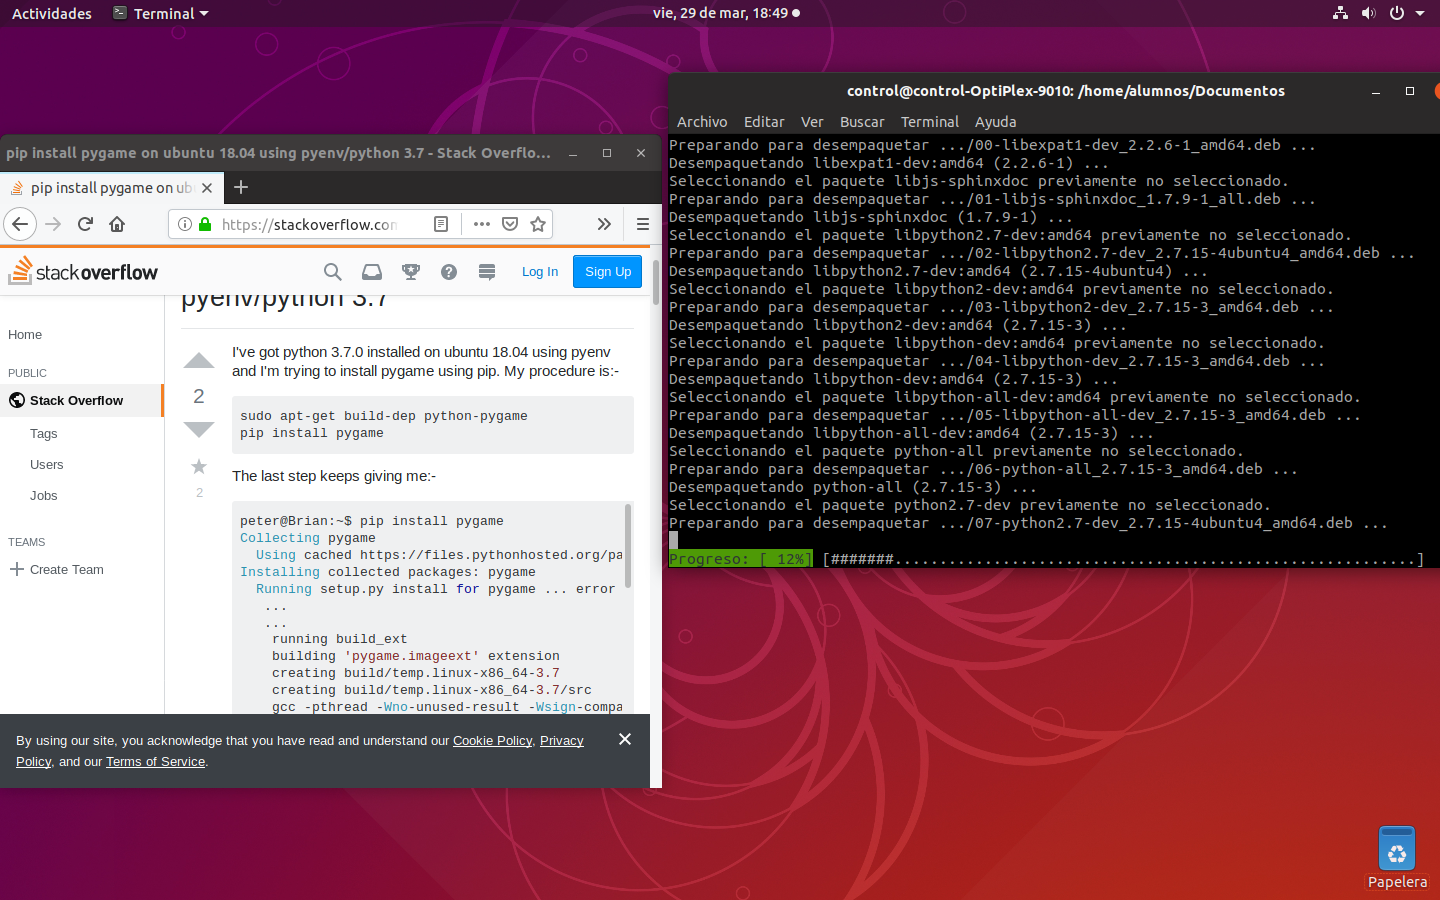 Actividades
Terminal
vie, 29 de mar, 18:49
pip install pygame on ubuntu 18.04 using pyenv/python 3.7 - Stack Overflo...
pip install pygame on ub
https://stackoverflow.con
stackoverflow
Log In
Sign Up
pyenv/python 3.7
Home
PUBLIC
Stack Overflow
Tags
Users
Jobs
TEAMS
Create Team
2
2
I've got python 3.7.0 installed on ubuntu 18.04 using pyenv
and I'm trying to install pygame using pip. My procedure is:-
sudo apt-get build-dep python-pygame
pip install pygame
The last step keeps giving me:-
peter@Brian:~$ pip install pygame
Collecting pygame
Using cached https://files.pythonhosted.org/pa
Installing collected packages: pygame
Running setup.py install for pygame ... error
...
...
running build_ext
building 'pygame.imageext' extension
creating build/temp.linux-x86_64-3.7
creating build/temp.linux-x86_64-3.7/src
gcc -pthread -Wno-unused-result -Wsign-compa
By using our site, you acknowledge that you have read and understand our Cookie Policy, Privacy
Policy, and our Terms of Service.
control@control-OptiPlex-9010: /home/alumnos/Documentos
Archivo Editar Ver Buscar Terminal Ayuda
Preparando para desempaquetar .../00-libexpat1-dev_2.2.6-1_amd64.deb ...
Desempaquetando libexpat1-dev:amd64 (2.2.6-1) ...
Seleccionando el paquete libjs-sphinxdoc previamente no seleccionado.
Preparando para desempaquetar .../01-libjs-sphinxdoc_1.7.9-1_all.deb ...
Desempaquetando libjs-sphinxdoc (1.7.9-1) ...
Seleccionando el paquete libpython2.7-dev:amd64 previamente no seleccionado.
Preparando para desempaquetar .../02-libpython2.7-dev_2.7.15-4ubuntu4_amd64.deb ...
Desempaquetando libpython2.7-dev:amd64 (2.7.15-4ubuntu4) ...
Seleccionando el paquete libpython2-dev:amd64 previamente no seleccionado.
Preparando para desempaquetar .../03-libpython2-dev_2.7.15-3_amd64.deb ...
Desempaquetando libpython2-dev:amd64 (2.7.15-3) ...
Seleccionando el paquete libpython-dev:amd64 previamente no seleccionado.
Preparando para desempaquetar .../04-libpython-dev_2.7.15-3_amd64.deb ...
Desempaquetando libpython-dev:amd64 (2.7.15-3) ...
Seleccionando el paquete libpython-all-dev:amd64 previamente no seleccionado.
Preparando para desempaquetar .../05-libpython-all-dev_2.7.15-3_amd64.deb ...
Desempaquetando libpython-all-dev:amd64 (2.7.15-3) ...
Seleccionando el paquete python-all previamente no seleccionado.
Preparando para desempaquetar .../06-python-all_2.7.15-3_amd64.deb ...
Desempaquetando python-all (2.7.15-3) ...
Seleccionando el paquete python2.7-dev previamente no seleccionado.
Preparando para desempaquetar .../07-python2.7-dev_2.7.15-4ubuntu4_amd64.deb ...
Progreso: [ 12%] [#######..........................................................]
Papelera